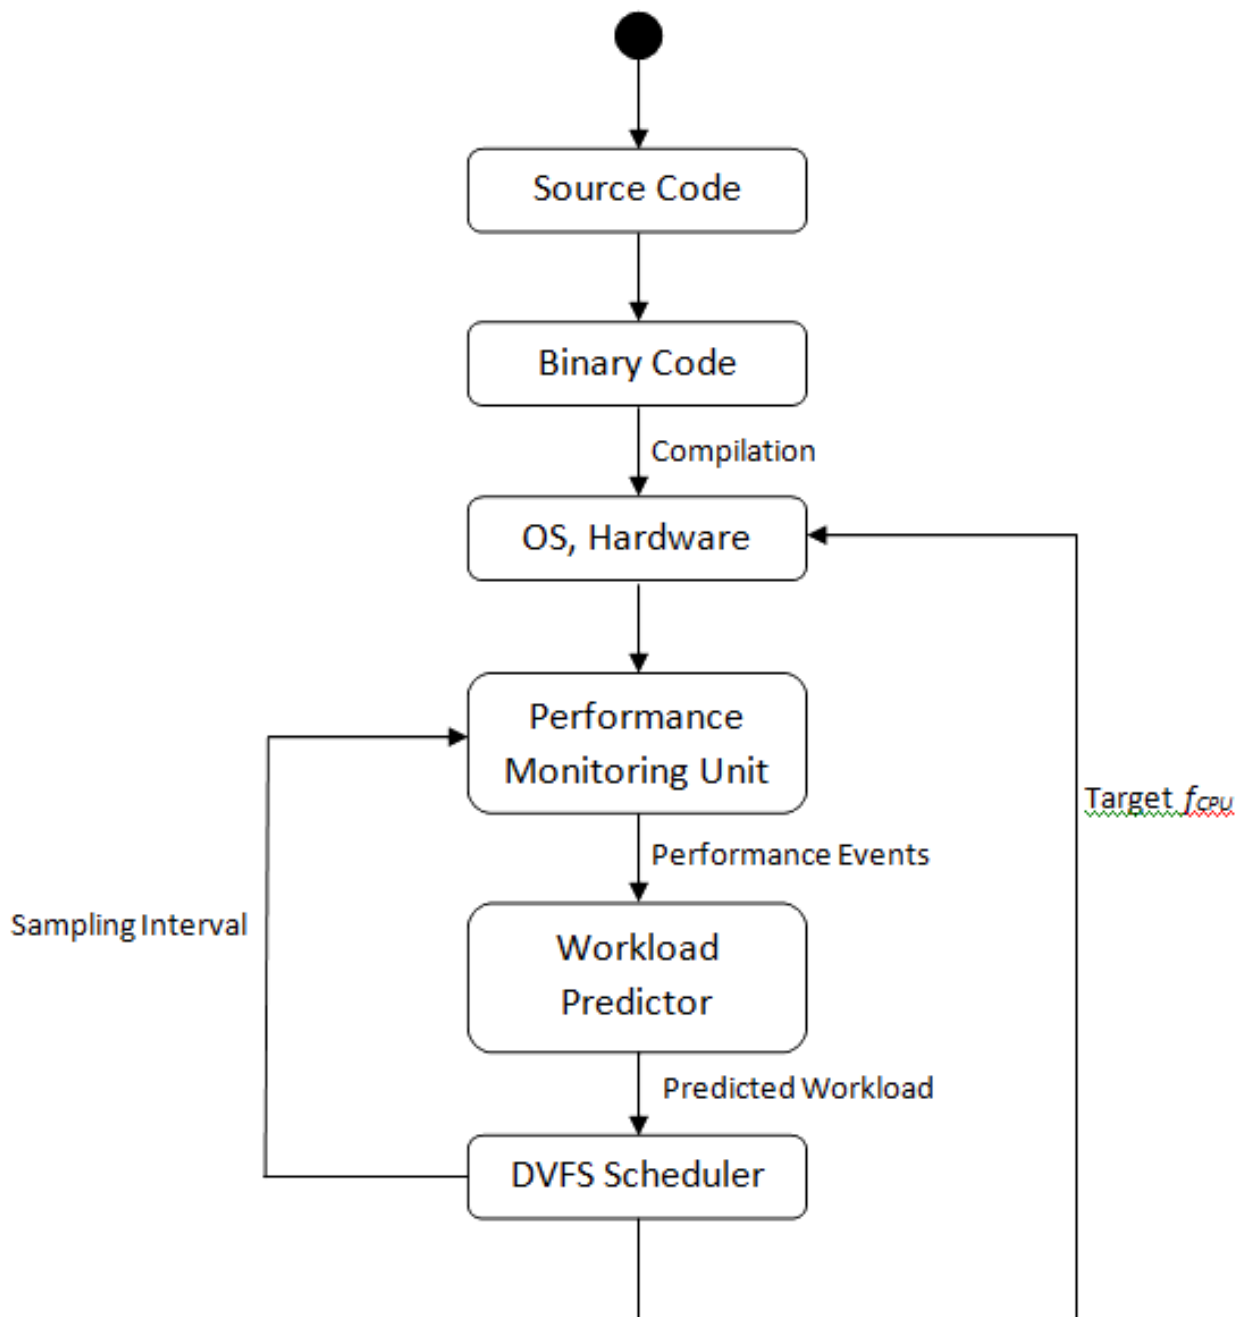 Source Code
Binary Code
Compilation
OS, Hardware
Performance
Monitoring Unit
Target fCPU
Performance Events
Sampling Interval
Workload
Predictor
Predicted Workload
DVFS Scheduler